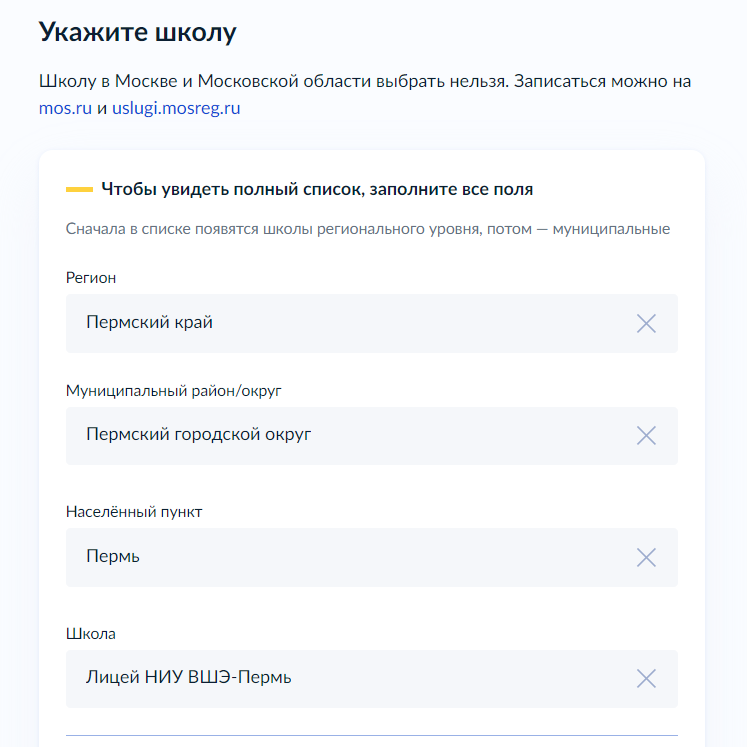 Укажите школу
Школу в Москве и Московской области выбрать нельзя. Записаться можно на
mos.ru и uslugi.mosreg.ru
Чтобы увидеть полный список, заполните все поля
Сначала в списке появятся школы регионального уровня, потом — муниципальные
Регион
Пермский край
Муниципальный район/округ
Пермский городской округ
Населённый пункт
Пермь
Школа
Лицей НИУ ВШЭ-Пермь